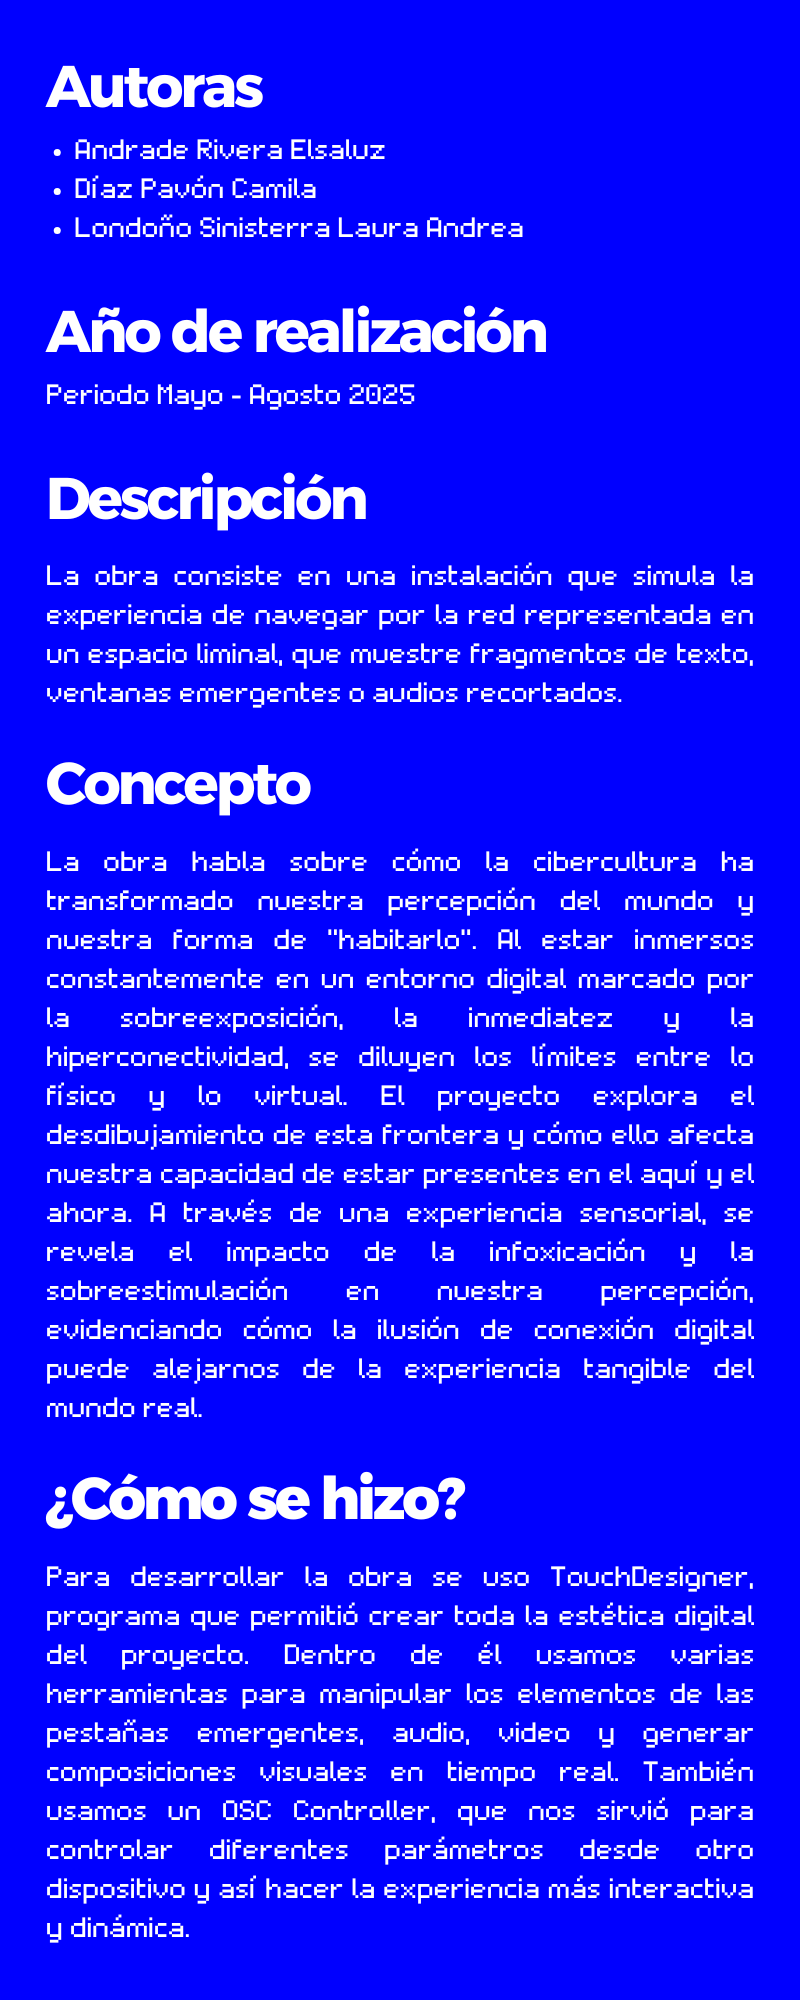 Autoras
• Andrade Rivera Elsaluz
• Díaz Pavón Camila
• Londoño Sinisterra Laura Andrea
Año de realización
Periodo Mayo - Agosto 2025
Descripción
La obra consiste en una instalación que simula la
experiencia de navegar por la red representada en
un espacio liminal, que muestre fragmentos de texto,
ventanas emergentes o audios recortados.
Concepto
La obra habla sobre cómo la cibercultura ha
transformado nuestra percepción del mundo y
nuestra forma de "habitarlo". Al estar inmersos
constantemente en un entorno digital marcado por
la sobreexposición, la inmediatez y la
hiperconectividad, se diluyen los límites entre lo
físico y lo virtual. El proyecto explora el
desdibujamiento de esta frontera y cómo ello afecta
nuestra capacidad de estar presentes en el aquí y el
ahora. A través de una experiencia sensorial, se
revela el impacto de la infoxicación y la
sobreestimulación en nuestra percepción,
evidenciando cómo la ilusión de conexión digital
puede alejarnos de la experiencia tangible del
mundo real.
¿Cómo se hizo?
Para desarrollar la obra se uso TouchDesigner,
programa que permitió crear toda la estética digital
del proyecto. Dentro de él usamos varias
herramientas para manipular los elementos de las
pestañas emergentes, audio, video y generar
composiciones visuales en tiempo real. También
usamos un OSC Controller, que nos sirvió para
controlar diferentes parámetros desde otro
dispositivo y así hacer la experiencia más interactiva
y dinámica.